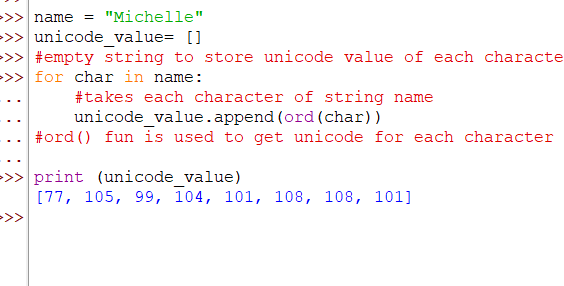 >>> name = "Michelle"
>>> unicode_value= []
>>> #empty string to store unicode value of each characte
>>> for char in name:
...     #takes each character of string name
...     unicode_value.append(ord(char))
... #ord() fun is used to get unicode for each character
...
>>> print (unicode_value)
[77, 105, 99, 104, 101, 108, 108, 101]
>>>